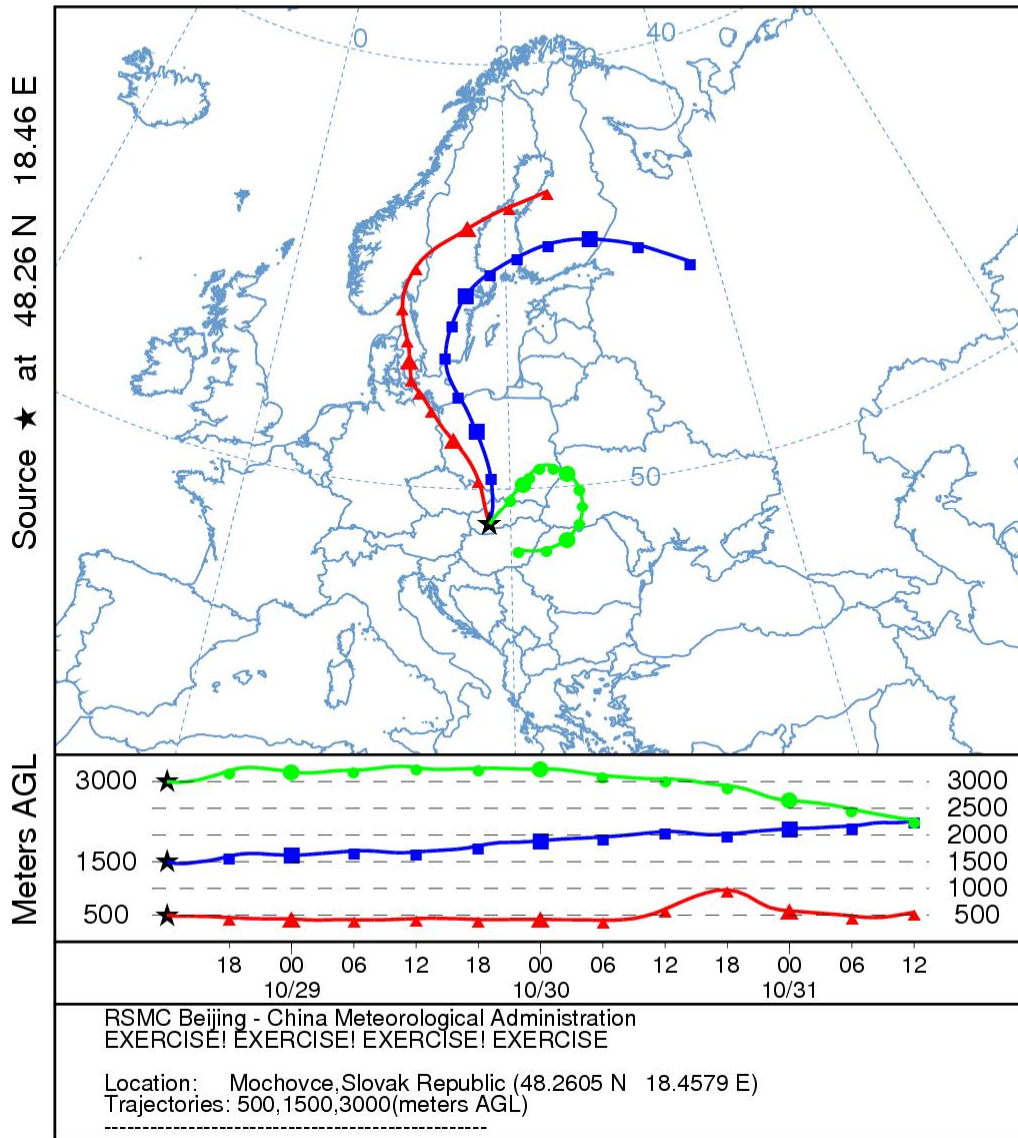 0
20
40
50
Source ★ at 48.26 N 18.46 E
Meters AGL
3000
1500
500
3000
2500
2000
1500
1000
500
18 00 06 12 18 00 06 12 18 00 06 12
10/29 10/30 10/31
RSMC Beijing - China Meteorological Administration
EXERCISE! EXERCISE! EXERCISE! EXERCISE
Location: Mochovce,Slovak Republic (48.2605 N 18.4579 E)
Trajectories: 500,1500,3000(meters AGL)
--------------------------------------------------